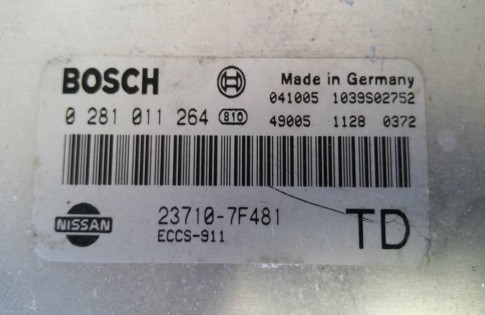 BOSCH Made in Germany
041005 1039S02752
0 281 011 264 810
49005 1128 0372
NISSAN 23710-7F481 TD
ECCS-911